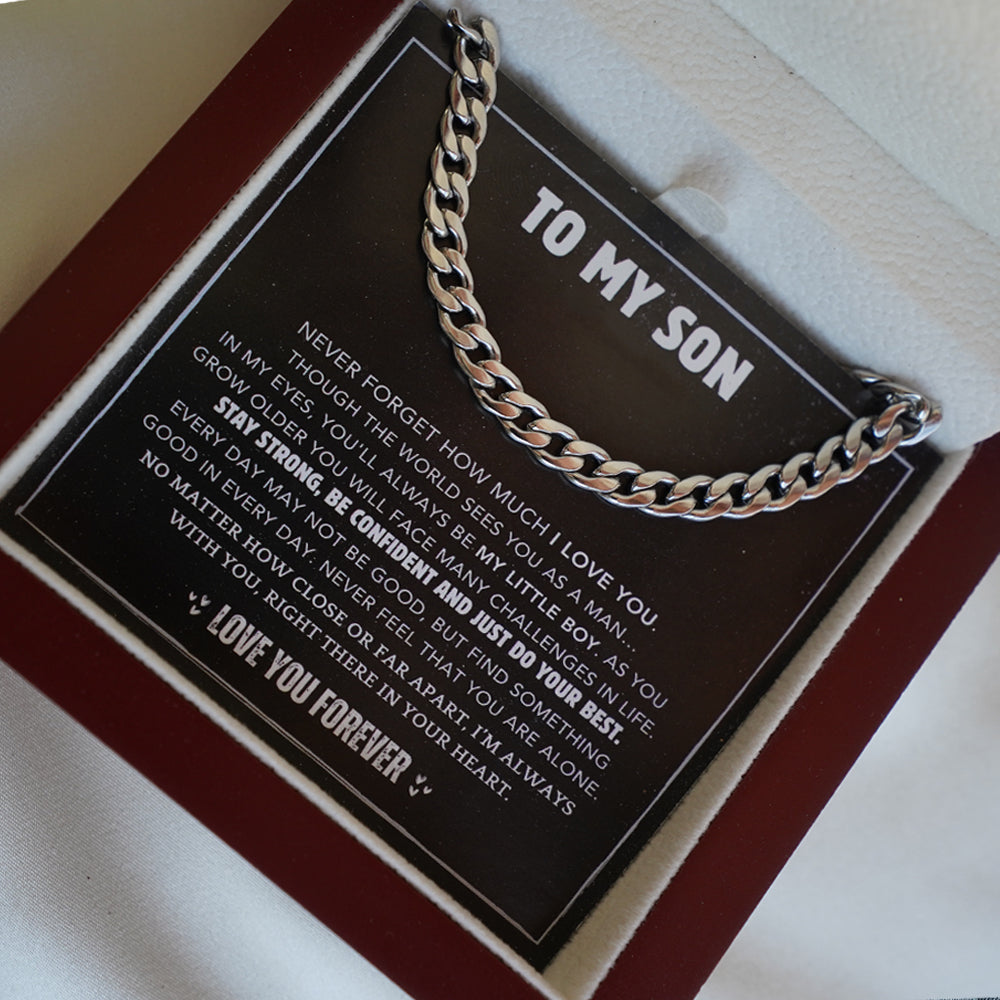 TO MY SON
NEVER FORGET HOW MUCH I LOVE YOU.
THOUGH THE WORLD SEES YOU AS A MAN...
IN MY EYES, YOU'LL ALWAYS BE MY LITTLE BOY. AS YOU
GROW OLDER YOU WILL FACE MANY CHALLENGES IN LIFE.
STAY STRONG, BE CONFIDENT AND JUST DO YOUR BEST.
EVERY DAY MAY NOT BE GOOD, BUT FIND SOMETHING
GOOD IN EVERY DAY. NEVER FEEL THAT YOU ARE ALONE.
NO MATTER HOW CLOSE OR FAR APART. I'M ALWAYS
WITH YOU, RIGHT THERE IN YOUR HEART.
LOVE YOU FOREVER